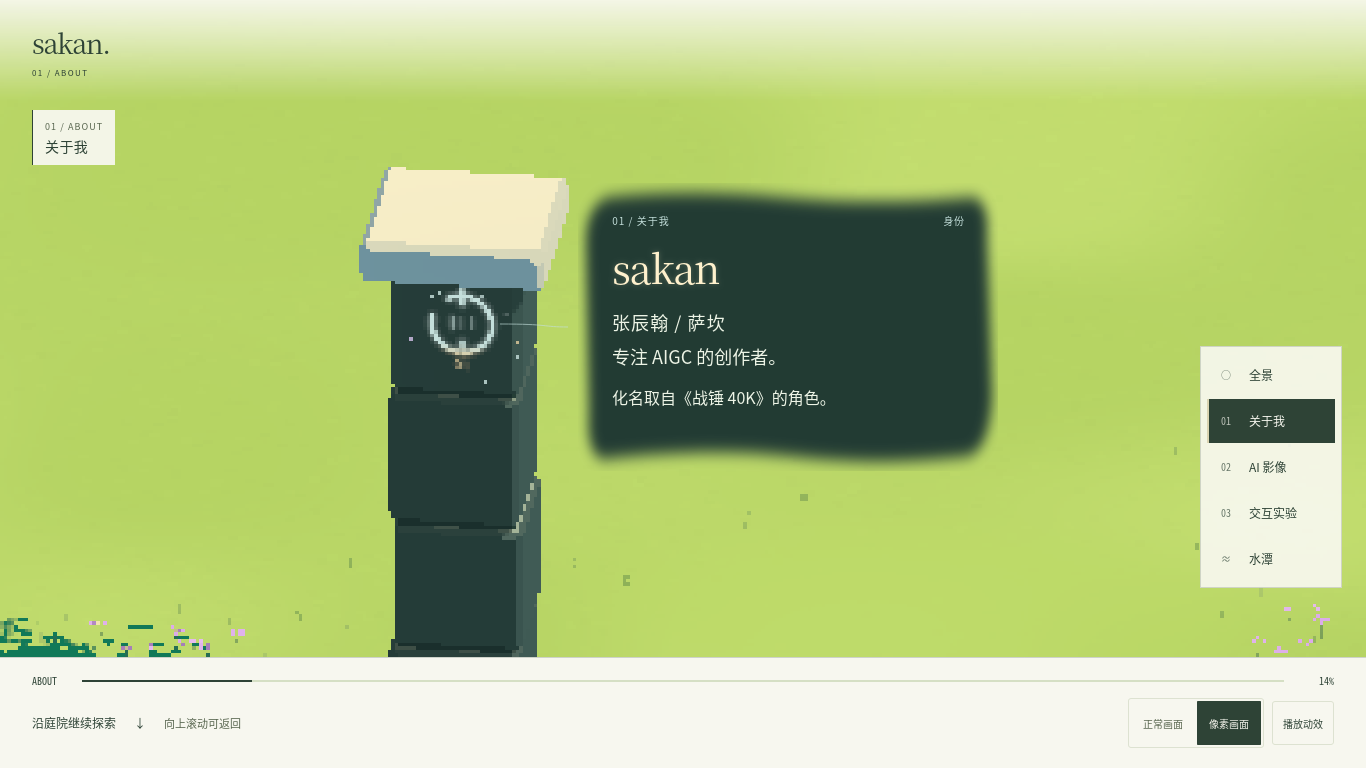 sakan.
01 / ABOUT
01 / ABOUT
关于我
01 / 关于我
身份
sakan
张辰翰 / 萨坎
专注 AIGC 的创作者。
化名取自《战锤 40K》的角色。
全景
01 关于我
02 AI 影像
03 交互实验
≈ 水潭
ABOUT
14%
沿庭院继续探索 ↓ 向上滚动可返回
正常画面
像素画面
播放动效